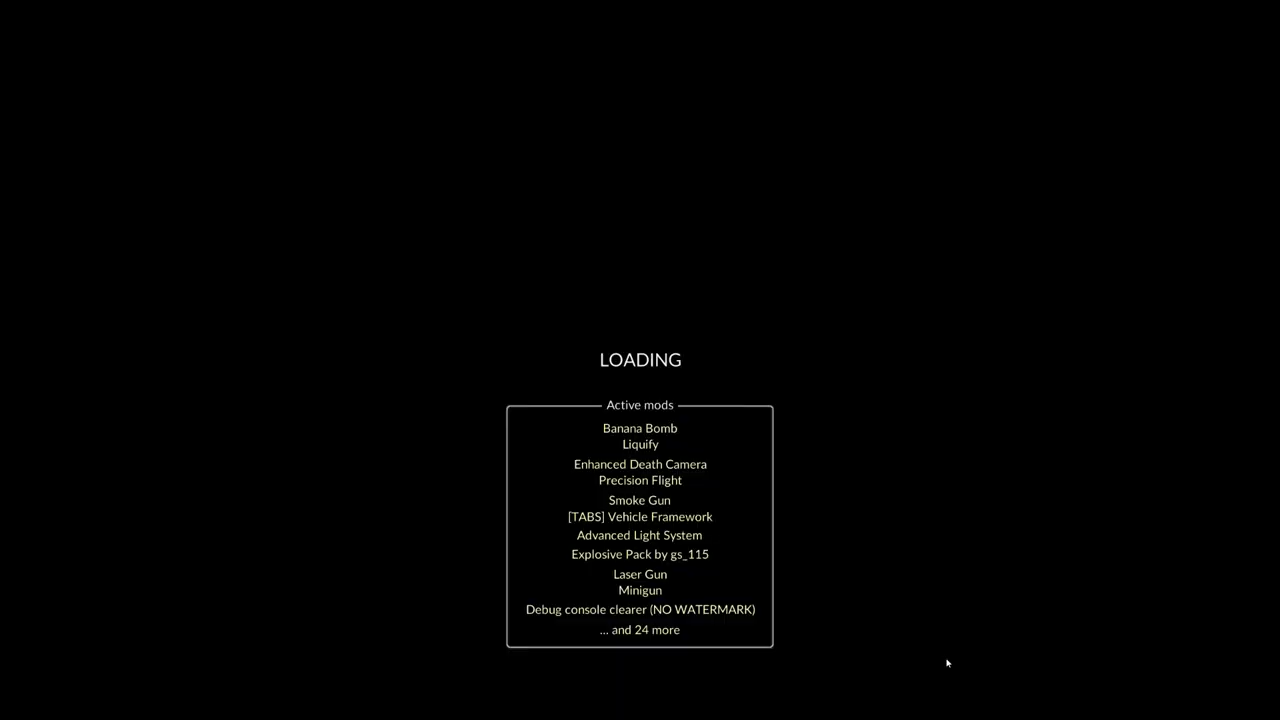 LOADING
Active mods
Banana Bomb
Liquify
Enhanced Death Camera
Precision Flight
Smoke Gun
[TABS] Vehicle Framework
Advanced Light System
Explosive Pack by gs_115
Laser Gun
Minigun
Debug console clearer (NO WATERMARK)
... and 24 more